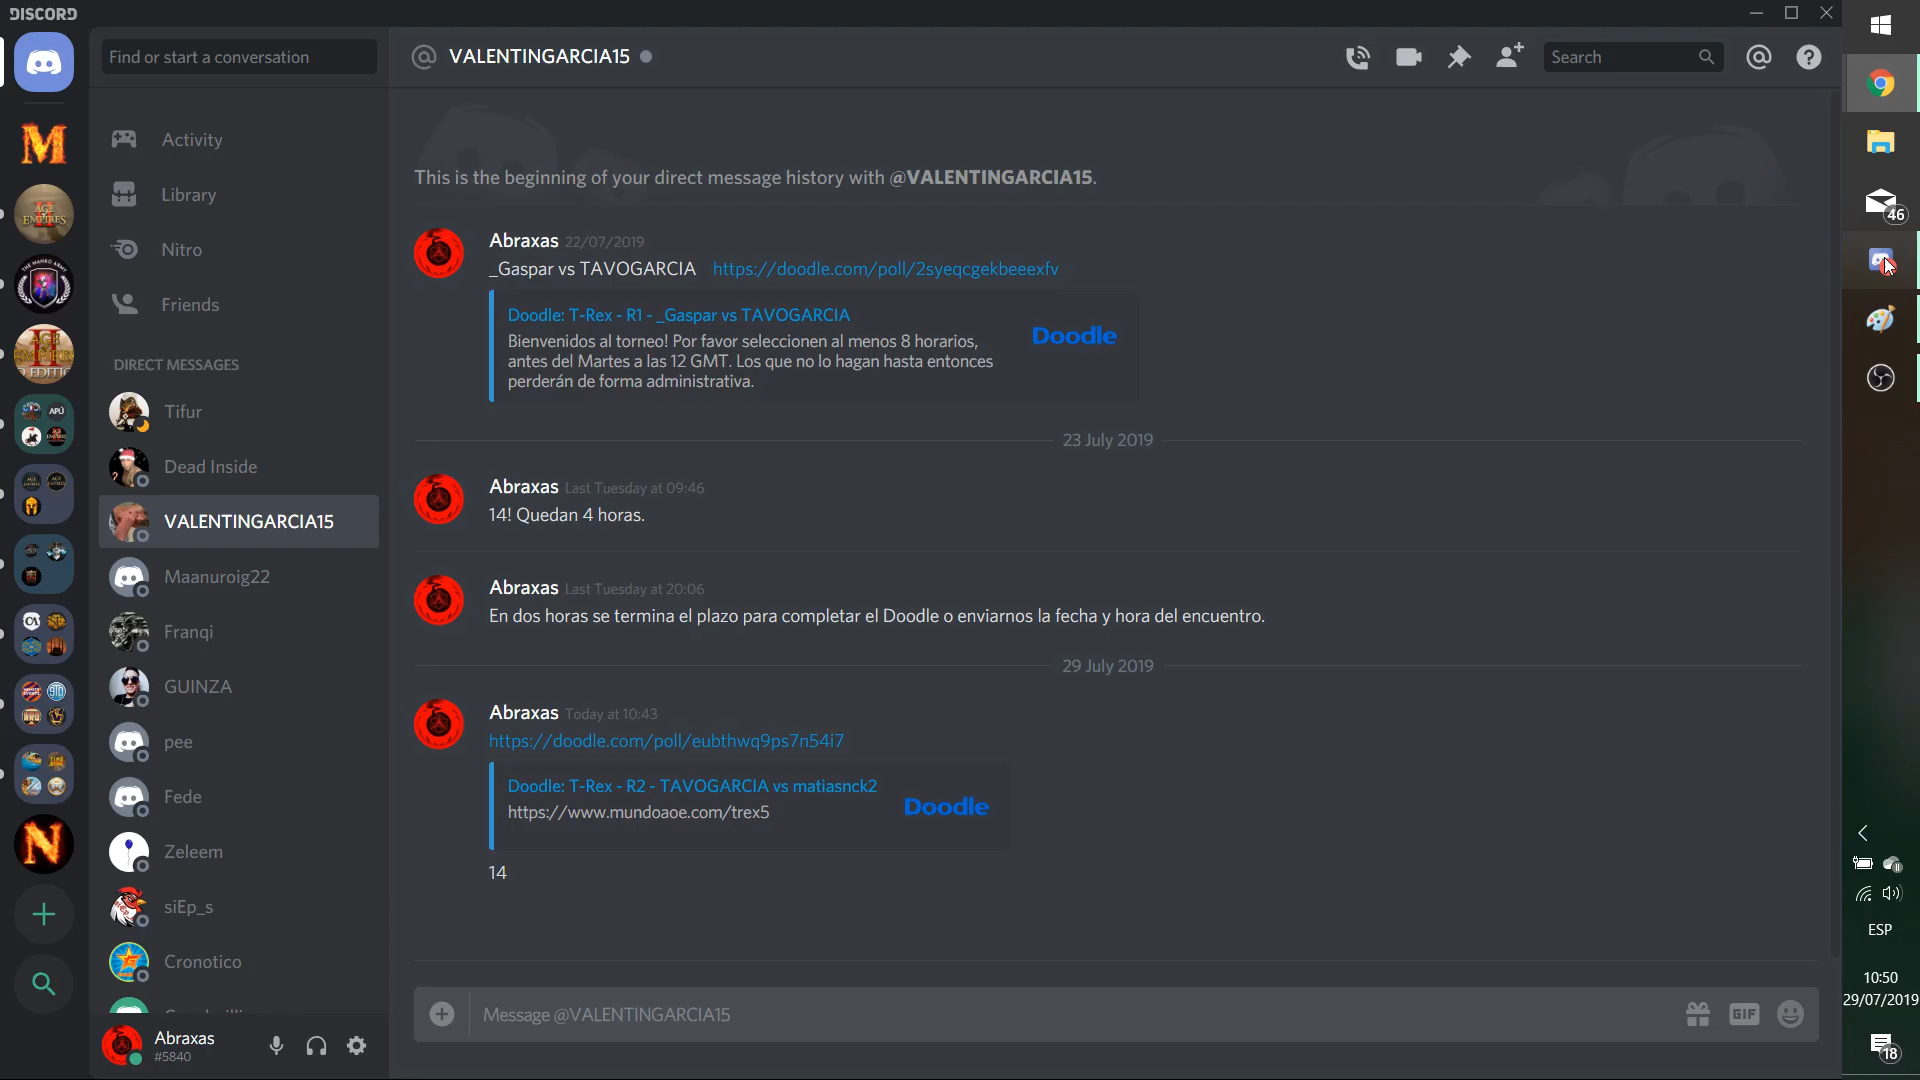 DISCORD
Find or start a conversation
VALENTINGARCIA15
Search
Activity
Library
Nitro
Friends
DIRECT MESSAGES
Tifur
Dead Inside
VALENTINGARCIA15
Maanuroig22
Franqi
GUINZA
pee
Fede
Zeleem
siEp_s
Cronotico
Abraxas
#5840
This is the beginning of your direct message history with @VALENTINGARCIA15.
Abraxas 22/07/2019
_Gaspar vs TAVOGARCIA https://doodle.com/poll/2syeqcgekbeeexfv
Doodle: T-Rex - R1 - _Gaspar vs TAVOGARCIA
Bienvenidos al torneo! Por favor seleccionen al menos 8 horarios,
antes del Martes a las 12 GMT. Los que no lo hagan hasta entonces
perderán de forma administrativa.
Doodle
23 July 2019
Abraxas Last Tuesday at 09:46
14! Quedan 4 horas.
Abraxas Last Tuesday at 20:06
En dos horas se termina el plazo para completar el Doodle o enviarnos la fecha y hora del encuentro.
29 July 2019
Abraxas Today at 10:43
https://doodle.com/poll/eubthwq9ps7n54i7
Doodle: T-Rex - R2 - TAVOGARCIA vs matiasnck2
https://www.mundoaoe.com/trex5
Doodle
14
Message @VALENTINGARCIA15
GIF
46
ESP
10:50
29/07/2019
18